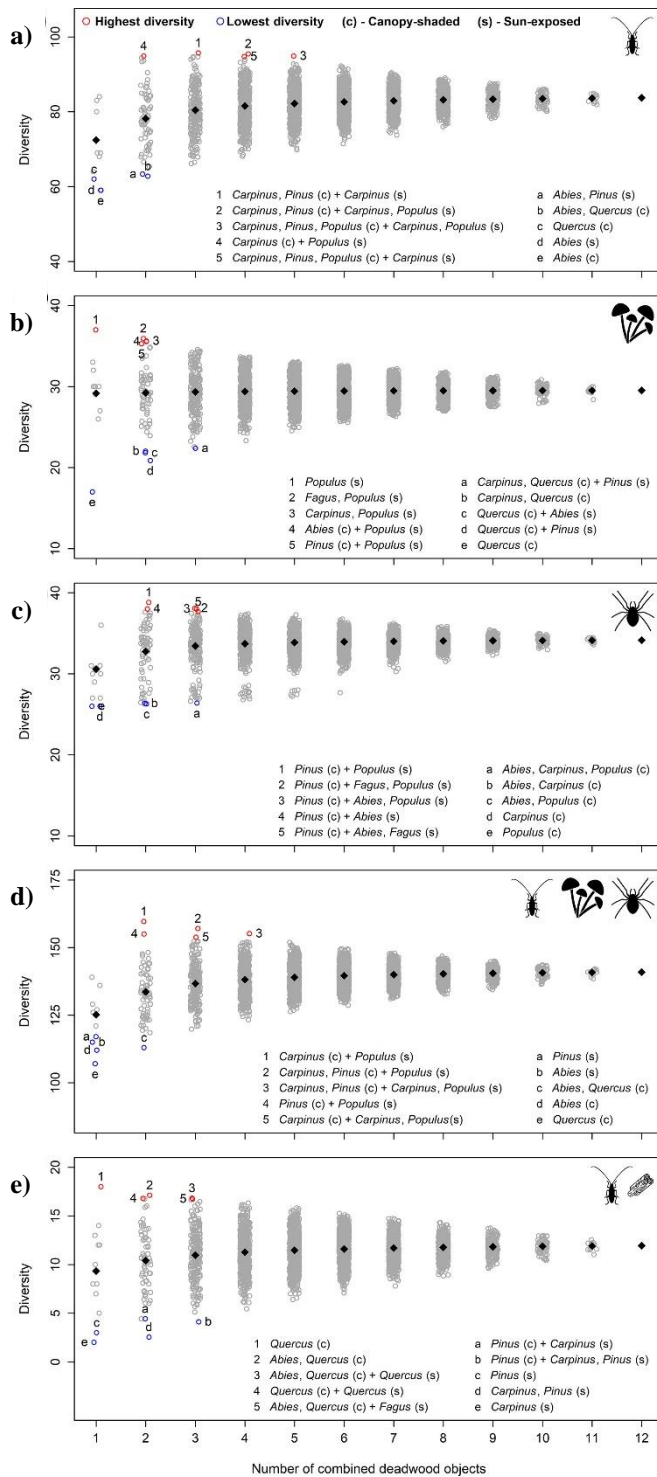 Highest diversity Lowest diversity (c) - Canopy-shaded (s) - Sun-exposed
a)
100
80
60
40
Diversity
4 1 2 5 3
c d e a b
1 Carpinus, Pinus (c) + Carpinus (s)
2 Carpinus, Pinus (c) + Carpinus, Populus (s)
3 Carpinus, Pinus, Populus (c) + Carpinus, Populus (s)
4 Carpinus (c) + Populus (s)
5 Carpinus, Pinus, Populus (c) + Carpinus (s)
a Abies, Pinus (s)
b Abies, Quercus (c)
c Quercus (c)
d Abies (s)
e Abies (c)
b)
40
30
20
10
Diversity
1 2 4 3 5
b c d a e
1 Populus (s)
2 Fagus, Populus (s)
3 Carpinus, Populus (s)
4 Abies (c) + Populus (s)
5 Pinus (c) + Populus (s)
a Carpinus, Quercus (c) + Pinus (s)
b Carpinus, Quercus (c)
c Quercus (c) + Abies (s)
d Quercus (c) + Pinus (s)
e Quercus (c)
c)
40
30
20
10
Diversity
1 4 3 5 2
e d c b a
1 Pinus (c) + Populus (s)
2 Pinus (c) + Fagus, Populus (s)
3 Pinus (c) + Abies, Populus (s)
4 Pinus (c) + Abies (s)
5 Pinus (c) + Abies, Fagus (s)
a Abies, Carpinus, Populus (c)
b Abies, Carpinus (c)
c Abies, Populus (c)
d Carpinus (c)
e Populus (c)
d)
175
150
125
100
Diversity
1 4 2 5 3
a b d e c
1 Carpinus (c) + Populus (s)
2 Carpinus, Pinus (c) + Populus (s)
3 Carpinus, Pinus (c) + Carpinus, Populus (s)
4 Pinus (c) + Populus (s)
5 Carpinus (c) + Carpinus, Populus(s)
a Pinus (s)
b Abies (s)
c Abies, Quercus (c)
d Abies (c)
e Quercus (c)
e)
20
15
10
5
0
Diversity
1 4 2 3 5
c e a d b
1 Quercus (c)
2 Abies, Quercus (c)
3 Abies, Quercus (c) + Quercus (s)
4 Quercus (c) + Quercus (s)
5 Abies, Quercus (c) + Fagus (s)
a Pinus (c) + Carpinus (s)
b Pinus (c) + Carpinus, Pinus (s)
c Pinus (s)
d Carpinus, Pinus (s)
e Carpinus (s)
1 2 3 4 5 6 7 8 9 10 11 12
Number of combined deadwood objects